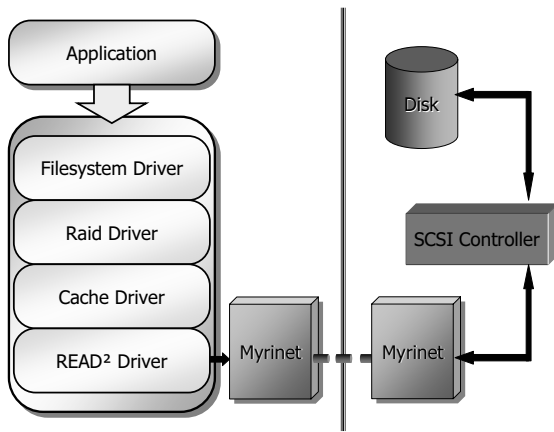 Application
Filesystem Driver
Raid Driver
Cache Driver
READ² Driver
Myrinet
Myrinet
Disk
SCSI Controller